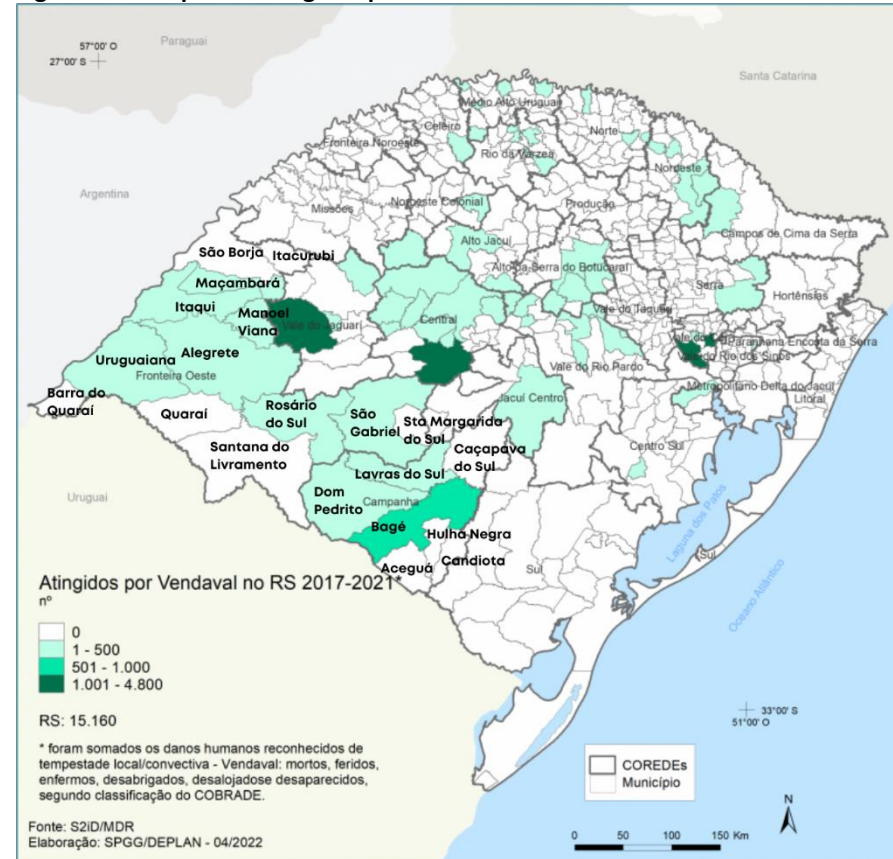 57°00' O
27°00' S
Paraguai
Santa Catarina
Argentina
Médio Alto Uruguai
Celeiro
Norte
Fronteira Noroeste
Rio da Várzea
Nordeste
Missões
Noroeste Colonial
Produção
Campos de Cima da Serra
Alto Jacuí
São Borja
Itacurubi
Alto da Serra do Botucaraí
Maçambará
Serra
Hortênsias
Itaqui
Manoel
Viana
Vale do Jaguari
Central
Vale do Taquari
Paranhana Encosta da Serra
Vale do Rio dos Sinos
Uruguaiana
Alegrete
Vale do Rio Pardo
Fronteira Oeste
Metropolitano Delta do Jacuí
Litoral
Barra do
Quaraí
Quaraí
Rosário
do Sul
São
Gabriel
Sta Margarida
do Sul
Jacuí Centro
Centro Sul
Santana do
Livramento
Caçapava
do Sul
Lavras do Sul
Dom
Pedrito
Campanha
Uruguai
Bagé
Hulha Negra
Candiota
Aceguá
Sul
Sul
Laguna dos Patos
Oceano Atlântico
Atingidos por Vendaval no RS 2017-2021*
nº
0
1 - 500
501 - 1.000
1.001 - 4.800
RS: 15.160
* foram somados os danos humanos reconhecidos de
tempestade local/convectiva - Vendaval: mortos, feridos,
enfermos, desabrigados, desalojadose desaparecidos,
segundo classificação do COBRADE.
Fonte: S2iD/MDR
Elaboração: SPGG/DEPLAN - 04/2022
33°00' S
51°00' O
COREDEs
Município
N
0 50 100 150 Km